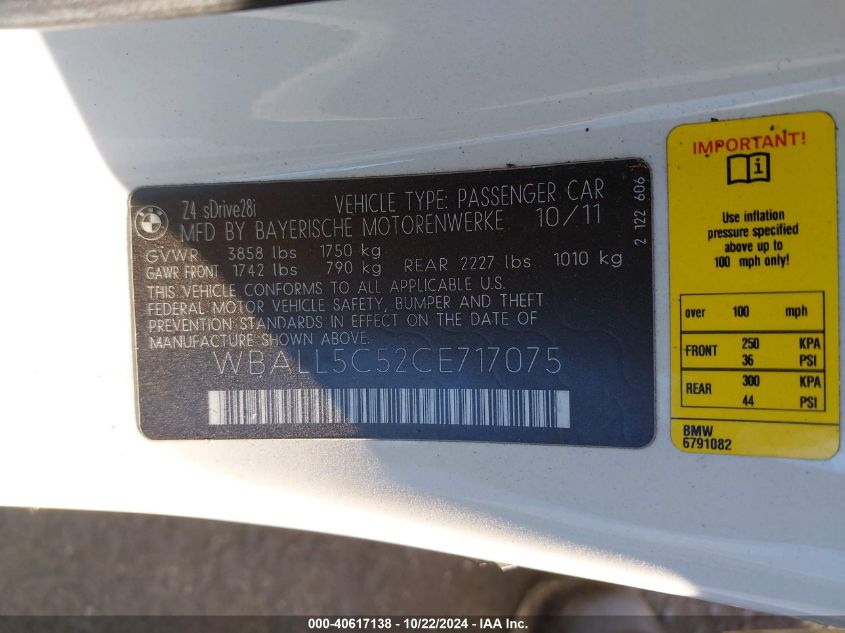 BMW
Z4 sDrive28i VEHICLE TYPE: PASSENGER CAR
MFD BY BAYERISCHE MOTORENWERKE 10/11
GVWR 3858 lbs 1750 kg
GAWR FRONT 1742 lbs 790 kg REAR 2227 lbs 1010 kg
THIS VEHICLE CONFORMS TO ALL APPLICABLE U.S.
FEDERAL MOTOR VEHICLE SAFETY, BUMPER AND THEFT
PREVENTION STANDARDS IN EFFECT ON THE DATE OF
MANUFACTURE SHOWN ABOVE.
WBALL5C52CE717075
2 122 606
IMPORTANT!
i
Use inflation
pressure specified
above up to
100 mph only!
over 100 mph
FRONT 250 KPA
36 PSI
REAR 300 KPA
44 PSI
BMW
6791082
000-40617138 - 10/22/2024 - IAA Inc.